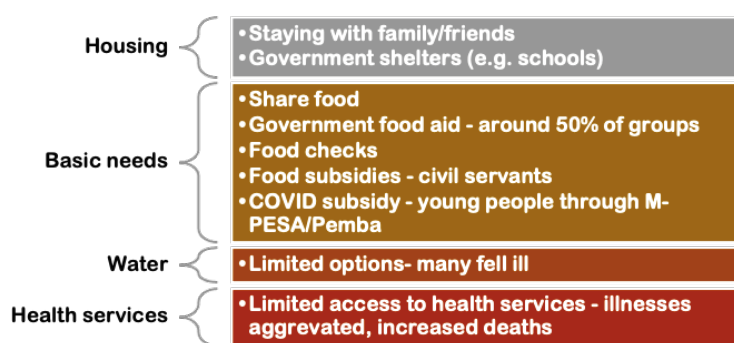 Housing
•Staying with family/friends
•Government shelters (e.g. schools)
Basic needs
•Share food
•Government food aid - around 50% of groups
•Food checks
•Food subsidies - civil servants
•COVID subsidy - young people through M-
PESA/Pemba
Water
•Limited options- many fell ill
Health services
•Limited access to health services - illnesses
aggrevated, increased deaths